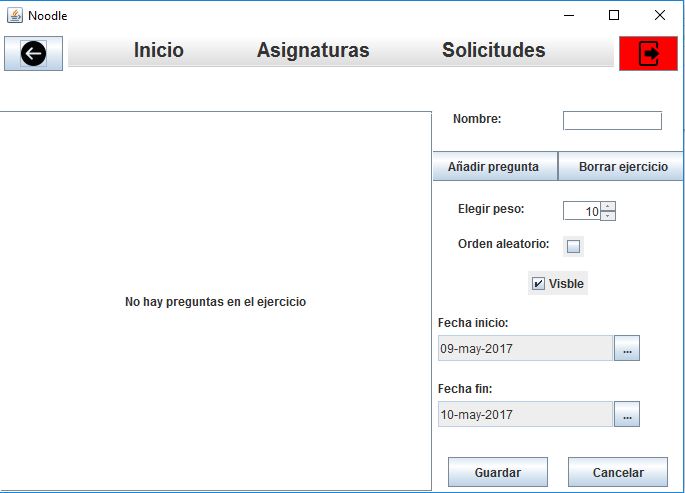 Noodle
Inicio Asignaturas Solicitudes
Nombre:
Añadir pregunta Borrar ejercicio
Elegir peso: 10
Orden aleatorio:
Visble
No hay preguntas en el ejercicio
Fecha inicio:
09-may-2017 ...
Fecha fin:
10-may-2017 ...
Guardar Cancelar